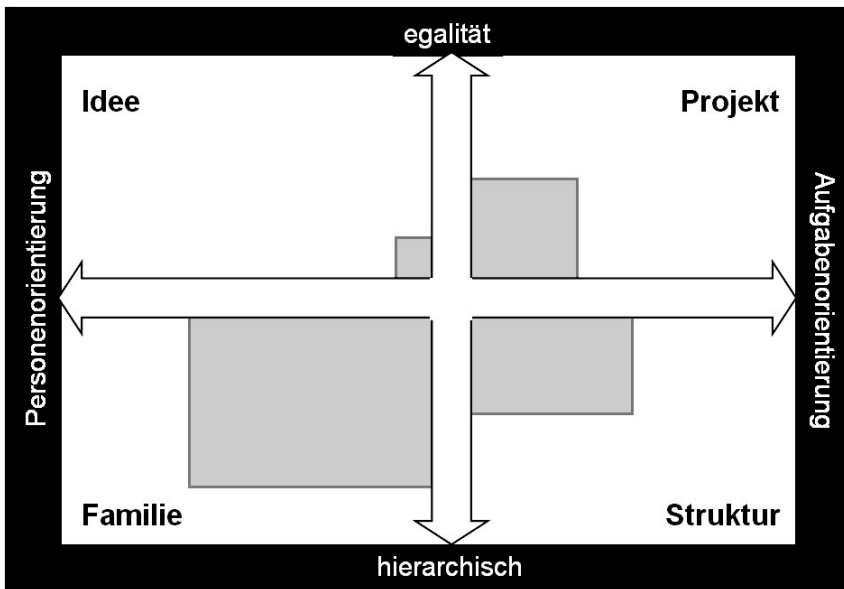 egalität
Idee
Projekt
Personenorientierung
Aufgabenorientierung
Familie
Struktur
hierarchisch